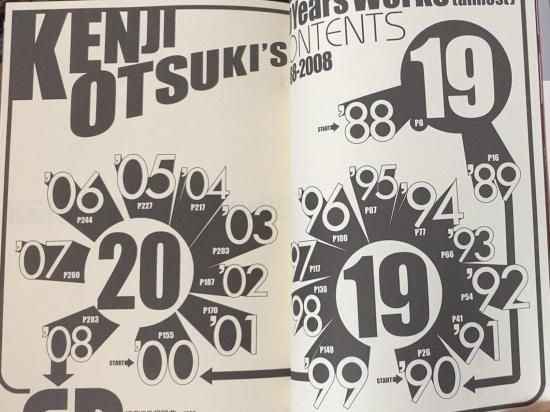 KENJI
OTSUKI'S
Years Works (almost)
CONTENTS
-2008
START
'88
19
P8
P16
'89
'06
P244
'05
P227
'04
P217
'03
P203
'07
P260
20
P187
'02
P170
'01
'08
P283
START
'00
P155
'96
P100
'95
P87
'94
P77
'93
P66
P117
19
'92
P54
P130
98
P41
'91
P148
'99
START
P26
'90